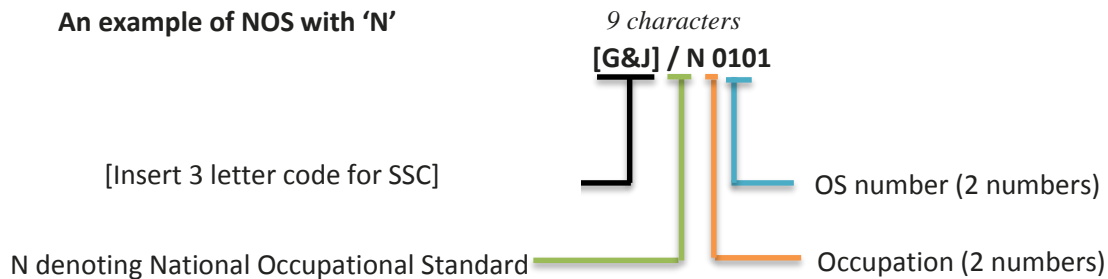 An example of NOS with ‘N’
9 characters
[G&J] / N 0101
[Insert 3 letter code for SSC]
OS number (2 numbers)
N denoting National Occupational Standard
Occupation (2 numbers)